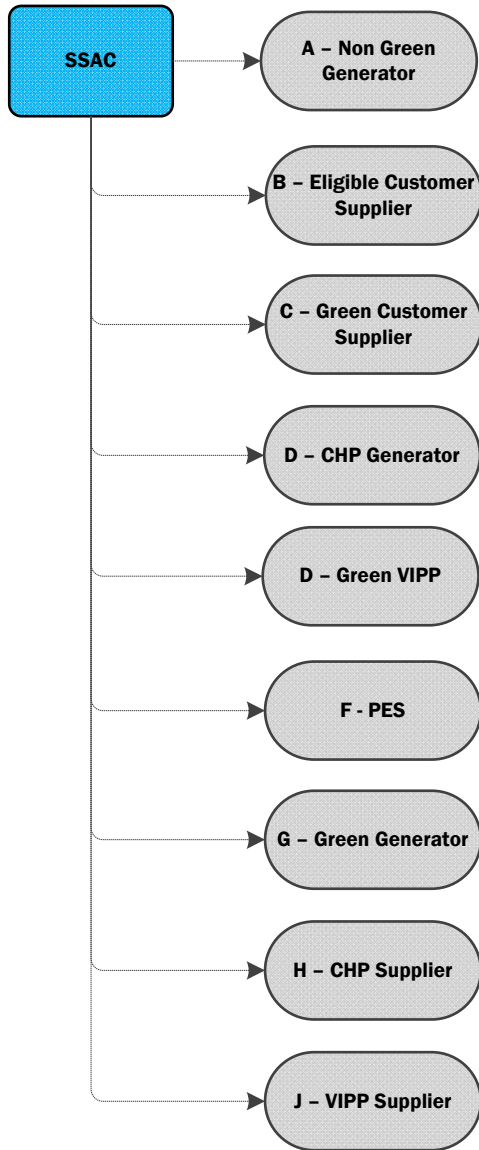 SSAC
A – Non Green
Generator
B – Eligible Customer
Supplier
C – Green Customer
Supplier
D – CHP Generator
D – Green VIPP
F - PES
G – Green Generator
H – CHP Supplier
J – VIPP Supplier